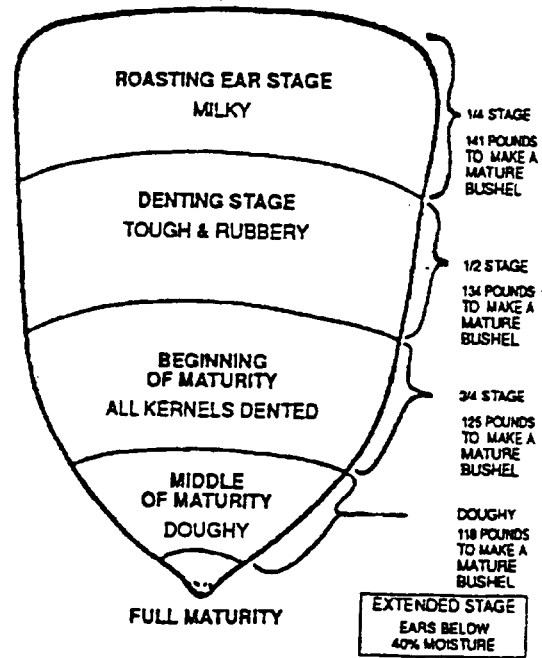 ROASTING EAR STAGE
MILKY
1/4 STAGE
141 POUNDS
TO MAKE A
MATURE
BUSHEL
DENTING STAGE
TOUGH & RUBBERY
1/2 STAGE
134 POUNDS
TO MAKE A
MATURE
BUSHEL
BEGINNING
OF MATURITY
ALL KERNELS DENTED
3/4 STAGE
125 POUNDS
TO MAKE A
MATURE
BUSHEL
MIDDLE
OF MATURITY
DOUGHY
DOUGHY
118 POUNDS
TO MAKE A
MATURE
BUSHEL
FULL MATURITY
EXTENDED STAGE
EARS BELOW
40% MOISTURE